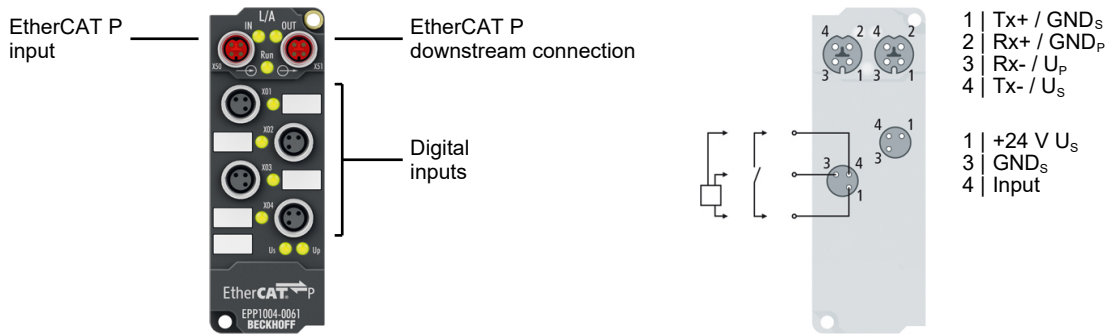 EtherCAT P
input
L/A
IN
OUT
Run
X50
X51
EtherCAT P
downstream connection
X01
X02
X03
X04
Digital
inputs
Us
Up
EtherCAT P
EPP1004-0061
BECKHOFF
4 2 4 2
3 1 3 1
4 1
3
3 4
1
1 | Tx+ / GNDS
2 | Rx+ / GNDP
3 | Rx- / UP
4 | Tx- / US
1 | +24 V US
3 | GNDS
4 | Input